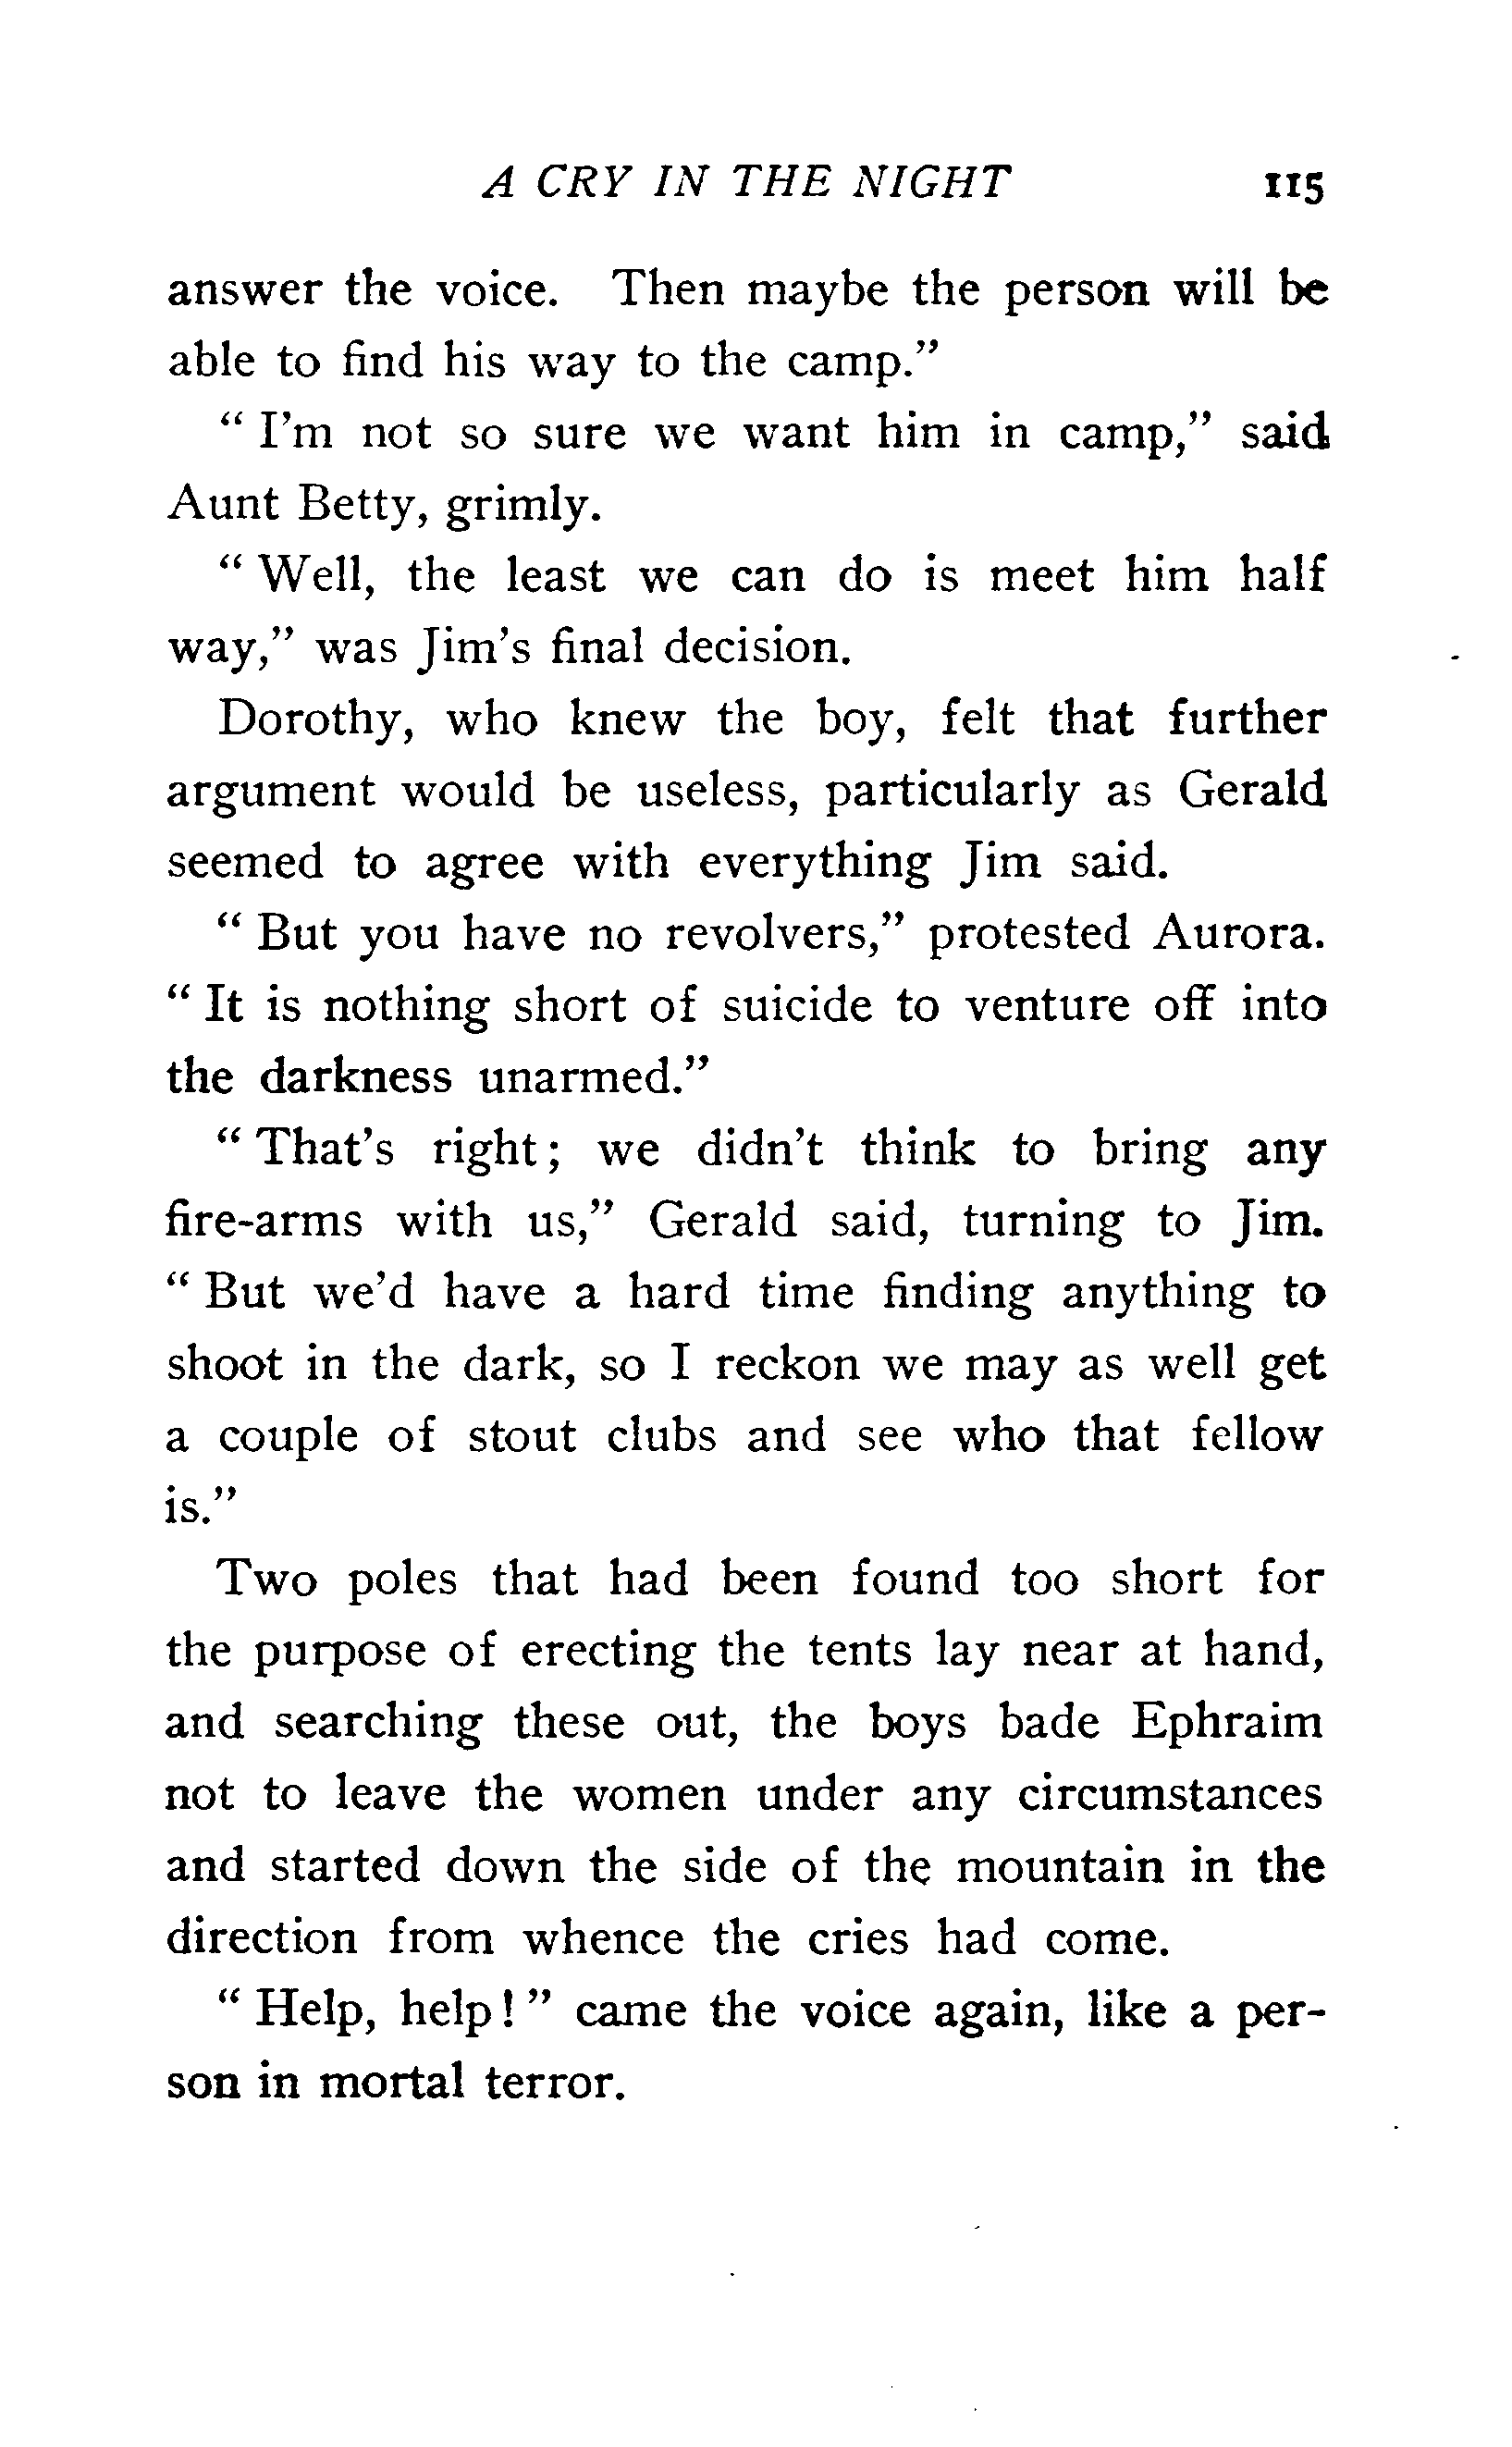 A CRY IN THE NIGHT 115
answer the voice. Then maybe the person will be
able to find his way to the camp."
" I'm not so sure we want him in camp," said
Aunt Betty, grimly.
" Well, the least we can do is meet him half
way," was Jim's final decision.
Dorothy, who knew the boy, felt that further
argument would be useless, particularly as Gerald
seemed to agree with everything Jim said.
" But you have no revolvers," protested Aurora.
" It is nothing short of suicide to venture off into
the darkness unarmed."
" That's right ; we didn't think to bring any
fire-arms with us," Gerald said, turning to Jim.
" But we'd have a hard time finding anything to
shoot in the dark, so I reckon we may as well get
a couple of stout clubs and see who that fellow
is."
Two poles that had been found too short for
the purpose of erecting the tents lay near at hand,
and searching these out, the boys bade Ephraim
not to leave the women under any circumstances
and started down the side of the mountain in the
direction from whence the cries had come.
" Help, help ! " came the voice again, like a per-
son in mortal terror.